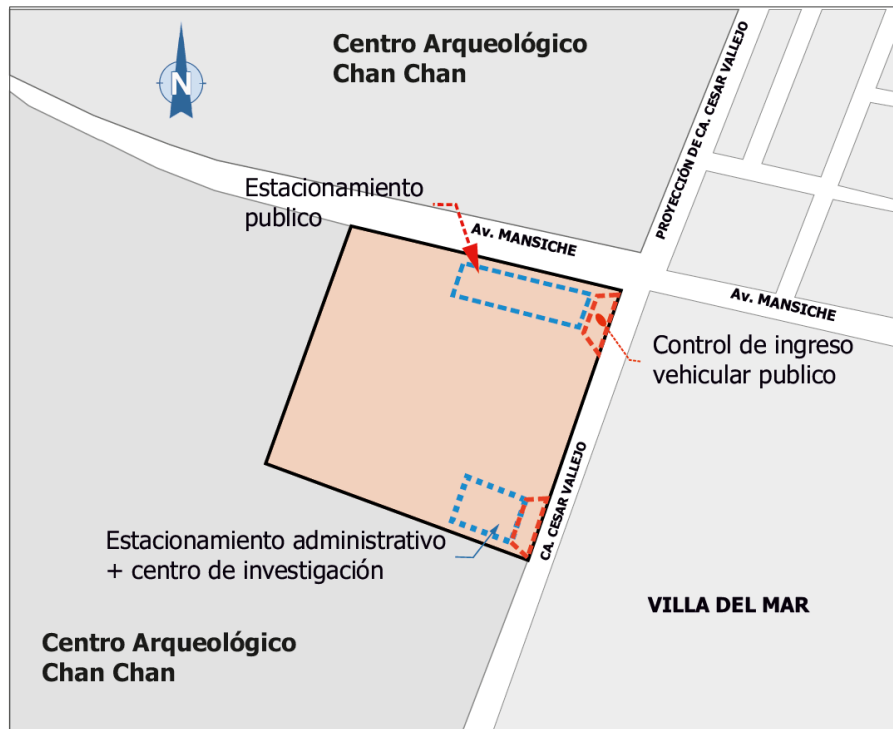 Centro Arqueológico
Chan Chan
N
PROYECCIÓN DE CA. CESAR VALLEJO
Estacionamiento
publico
Av. MANSICHE
Av. MANSICHE
Control de ingreso
vehicular publico
CA. CESAR VALLEJO
Estacionamiento administrativo
+ centro de investigación
VILLA DEL MAR
Centro Arqueológico
Chan Chan